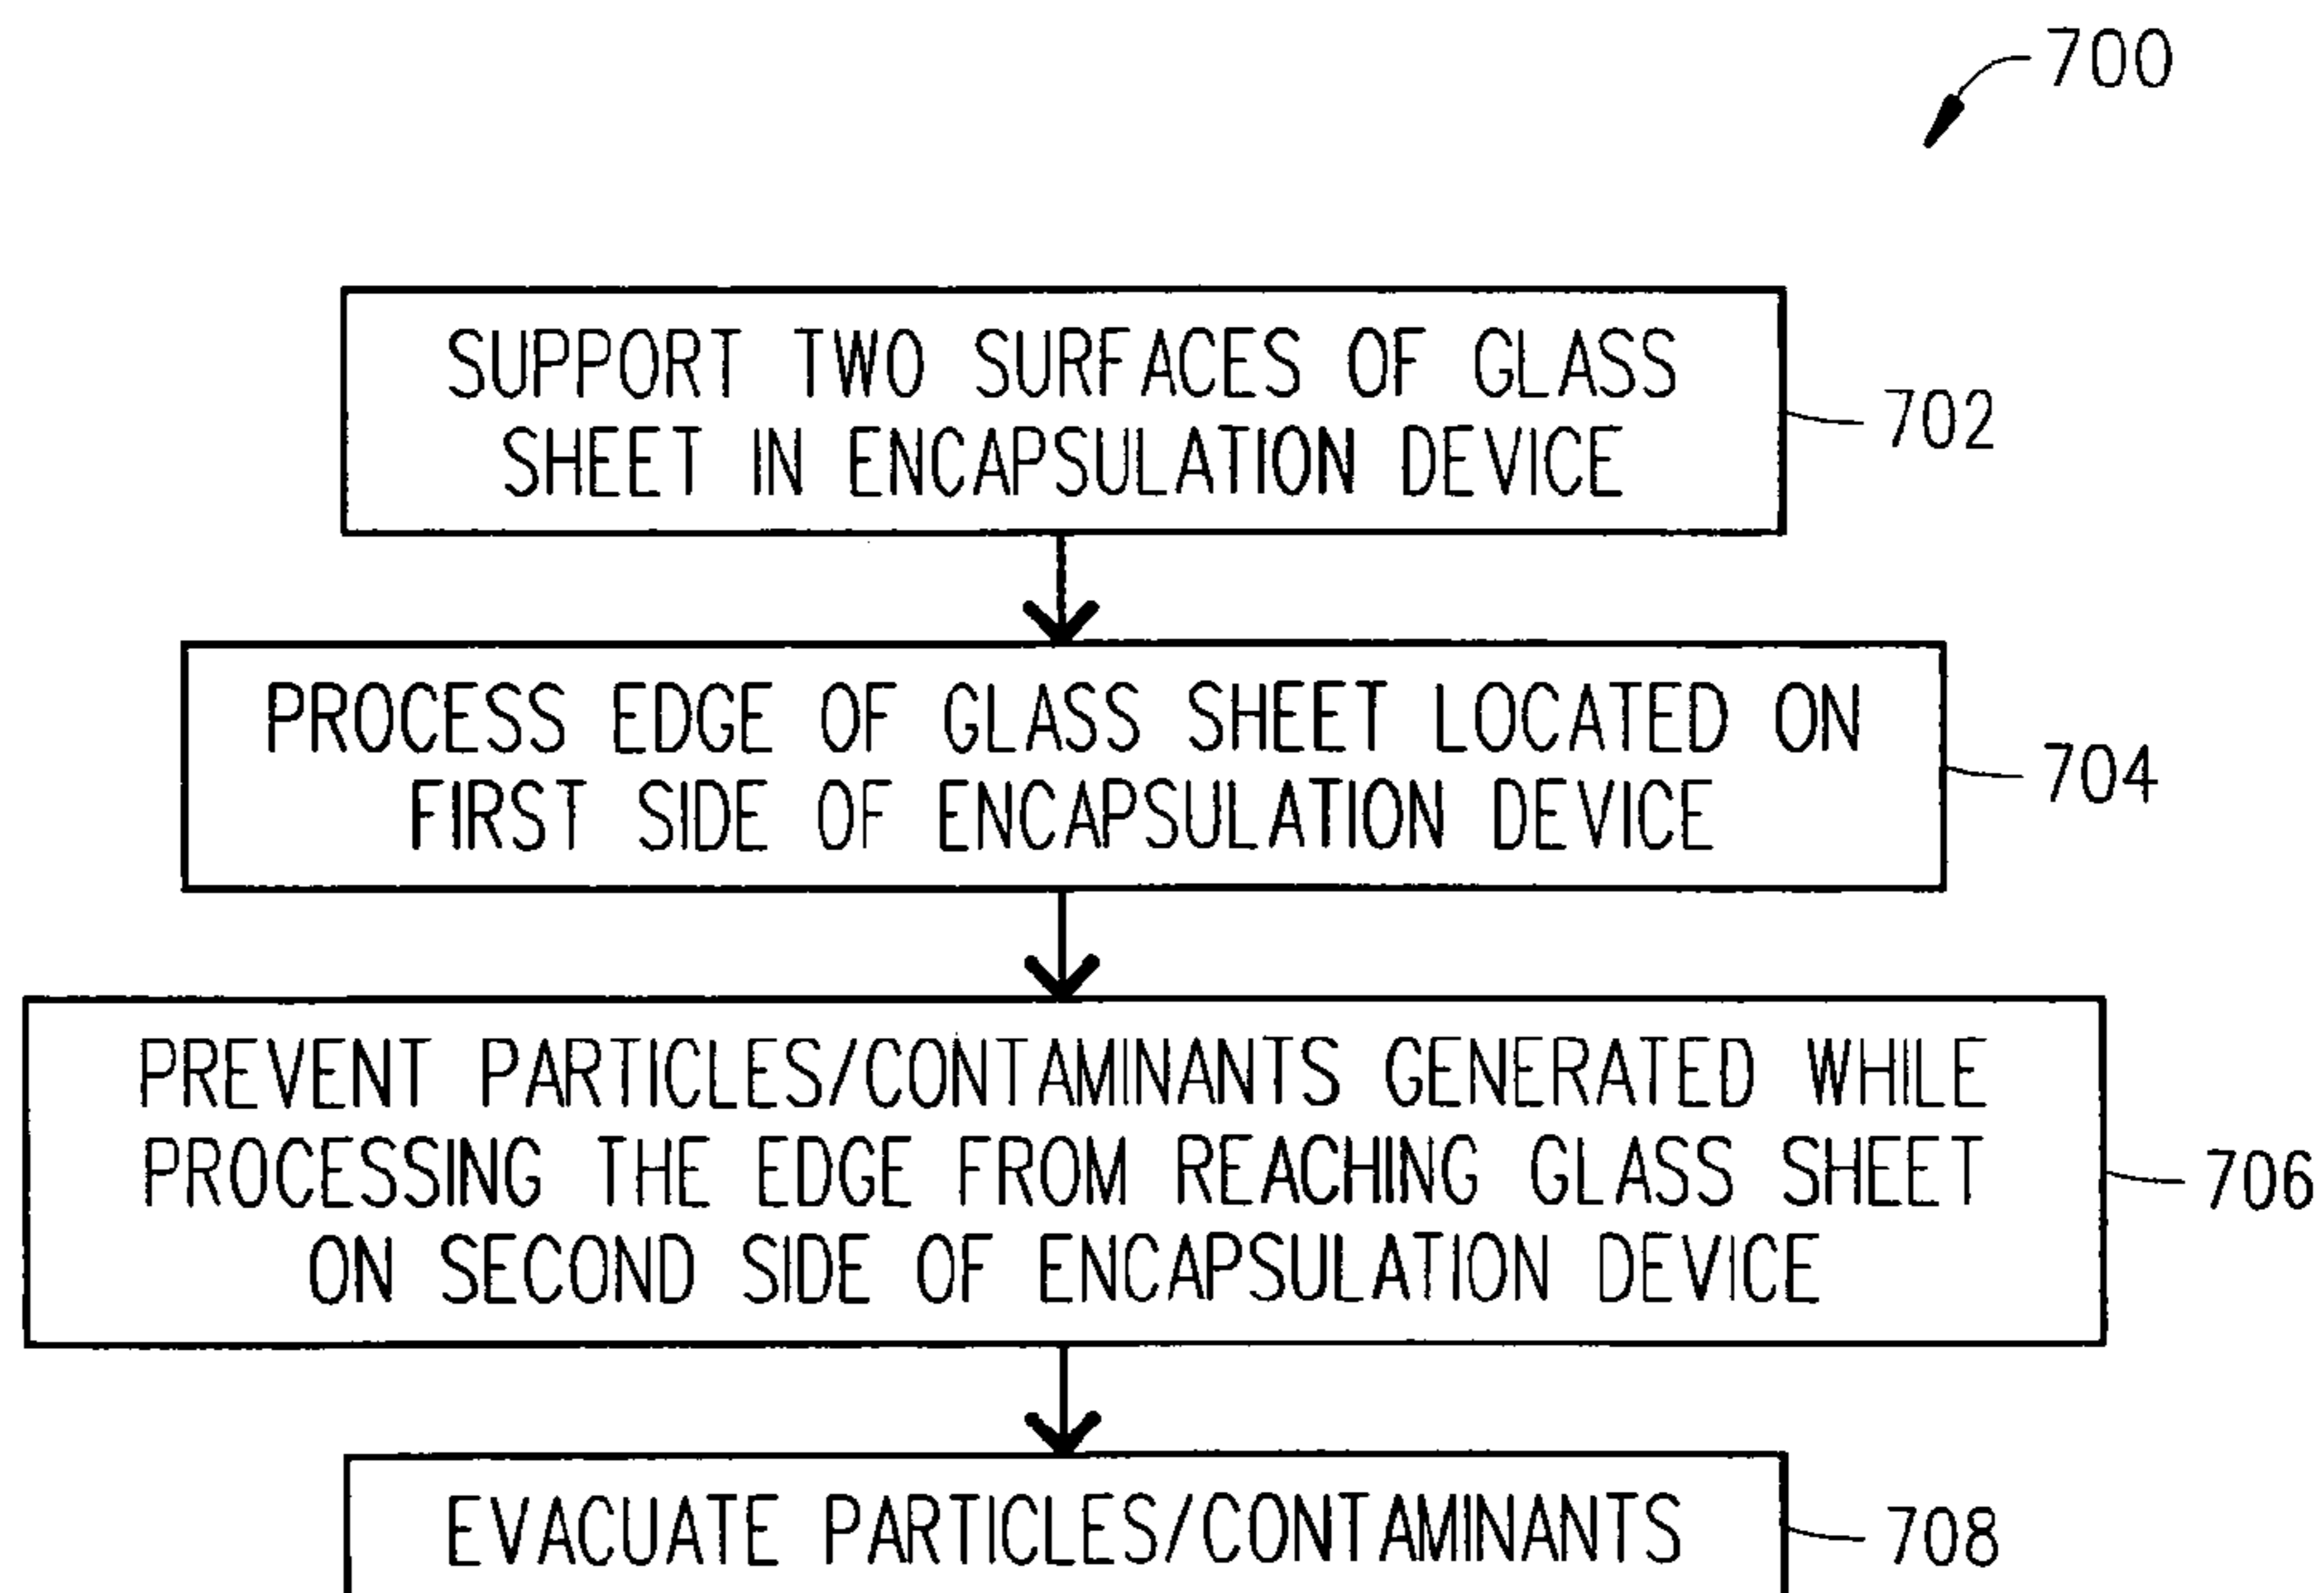 700
SUPPORT TWO SURFACES OF GLASS
SHEET IN ENCAPSULATION DEVICE
702
PROCESS EDGE OF GLASS SHEET LOCATED ON
FIRST SIDE OF ENCAPSULATION DEVICE
704
PREVENT PARTICLES/CONTAMINANTS GENERATED WHILE
PROCESSING THE EDGE FROM REACHING GLASS SHEET
ON SECOND SIDE OF ENCAPSULATION DEVICE
706
EVACUATE PARTICLES/CONTAMINANTS
708